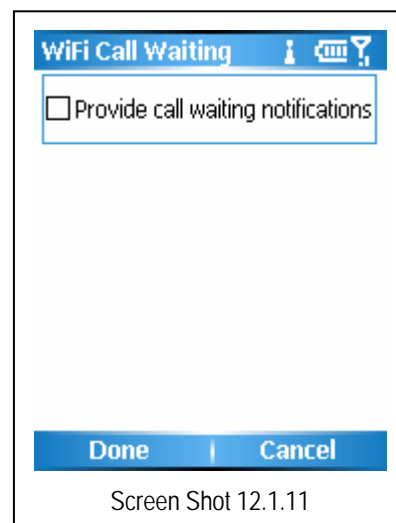 WiFi Call Waiting
Provide call waiting notifications
Done Cancel
Screen Shot 12.1.11